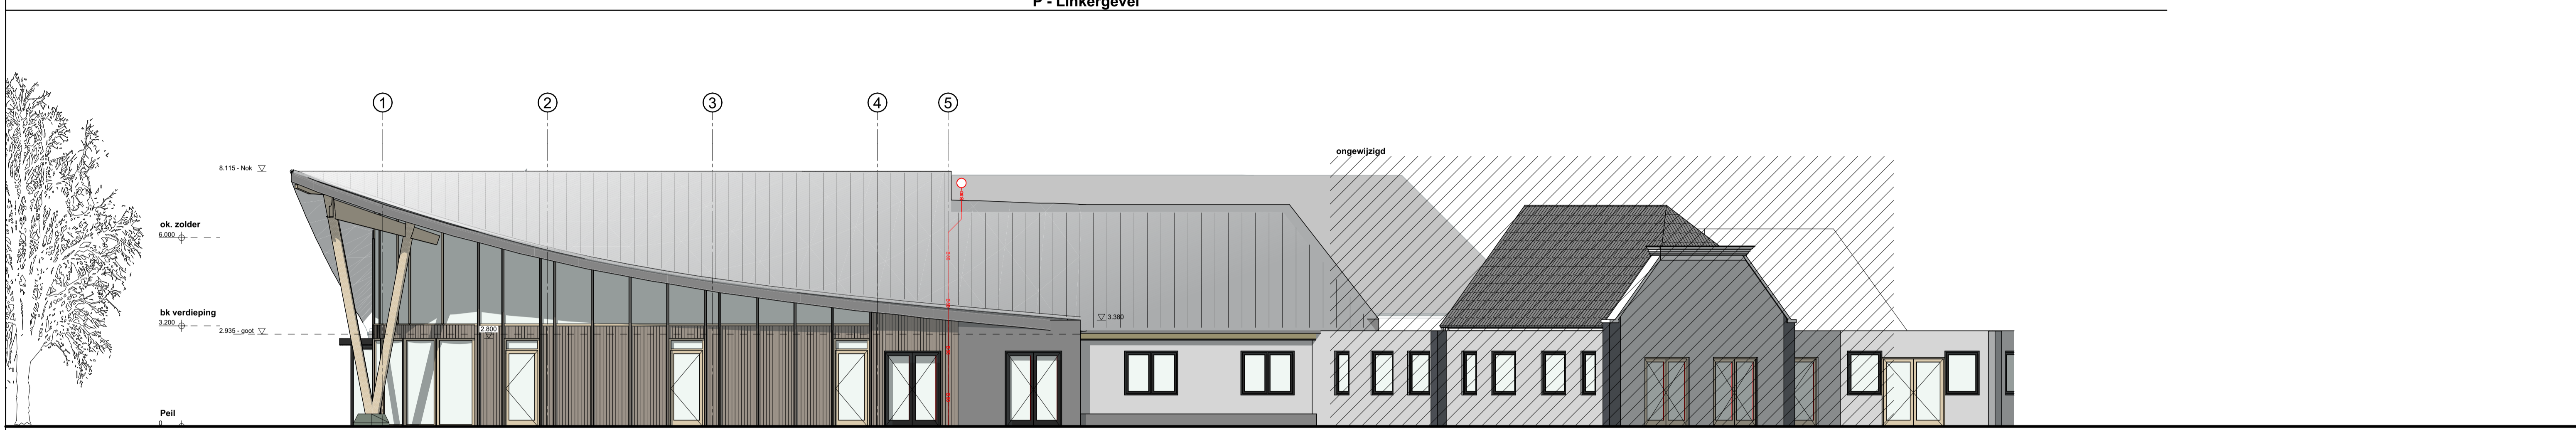 P - Linkergevel
1 2 3 4 5
ongewijzigd
8.115 - Nok
ok. zolder
6.000
bk verdieping
3.200
2.935 - goot
2.800
3.380
Peil
0